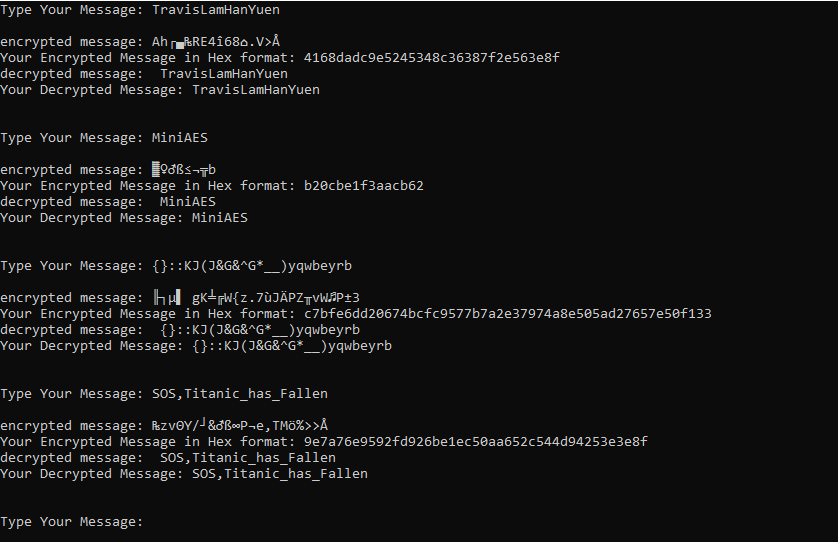 Type Your Message: TravisLamHanYuen
encrypted message: Ah┌▄₧RE4î68⌂.V>Å
Your Encrypted Message in Hex format: 4168dadc9e5245348c36387f2e563e8f
decrypted message:  TravisLamHanYuen
Your Decrypted Message: TravisLamHanYuen
Type Your Message: MiniAES
encrypted message: ▓♀♂ß≤¬╦b
Your Encrypted Message in Hex format: b20cbe1f3aacb62
decrypted message:  MiniAES
Your Decrypted Message: MiniAES
Type Your Message: {}::KJ(J&G&^G*__)yqwbeyrb
encrypted message: ╟┐µ▌ gK╧╔W{z.7ùJÄPZ╥vW♫P±3
Your Encrypted Message in Hex format: c7bfe6dd20674bcfc9577b7a2e37974a8e505ad27657e50f133
decrypted message:  {}::KJ(J&G&^G*__)yqwbeyrb
Your Decrypted Message: {}::KJ(J&G&^G*__)yqwbeyrb
Type Your Message: SOS,Titanic_has_Fallen
encrypted message: ₧zvΘY/┘&♂ß∞P¬e,TMö%>>Å
Your Encrypted Message in Hex format: 9e7a76e9592fd926be1ec50aa652c544d94253e3e8f
decrypted message:  SOS,Titanic_has_Fallen
Your Decrypted Message: SOS,Titanic_has_Fallen
Type Your Message: